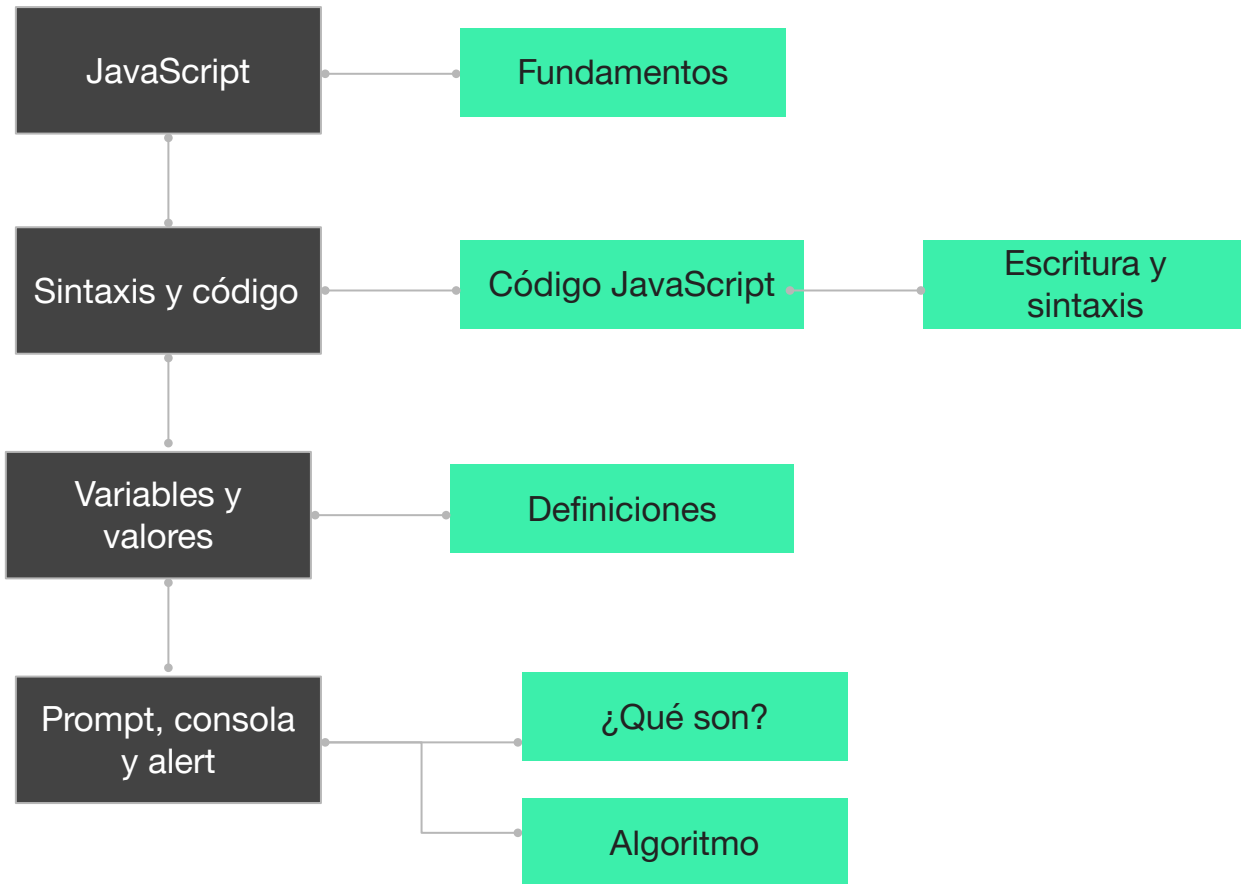 JavaScript
Fundamentos
Sintaxis y código
Código JavaScript
Escritura y
sintaxis
Variables y
valores
Definiciones
Prompt, consola
y alert
¿Qué son?
Algoritmo